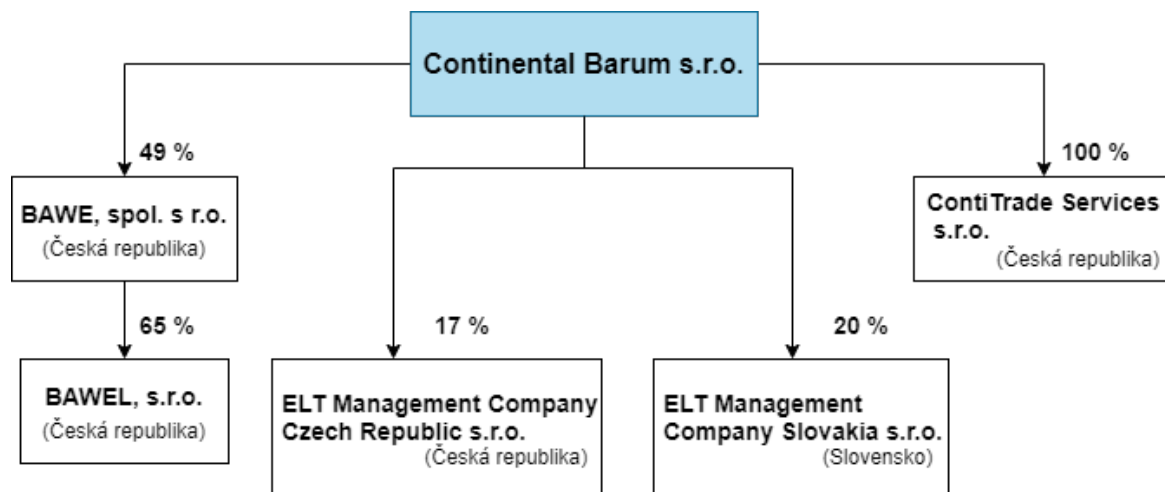 Continental Barum s.r.o.
49 %
100 %
BAWE, spol. s r.o.
(Česká republika)
ContiTrade Services
s.r.o.
(Česká republika)
65 %
17 %
20 %
BAWEL, s.r.o.
(Česká republika)
ELT Management Company
Czech Republic s.r.o.
(Česká republika)
ELT Management
Company Slovakia s.r.o.
(Slovensko)